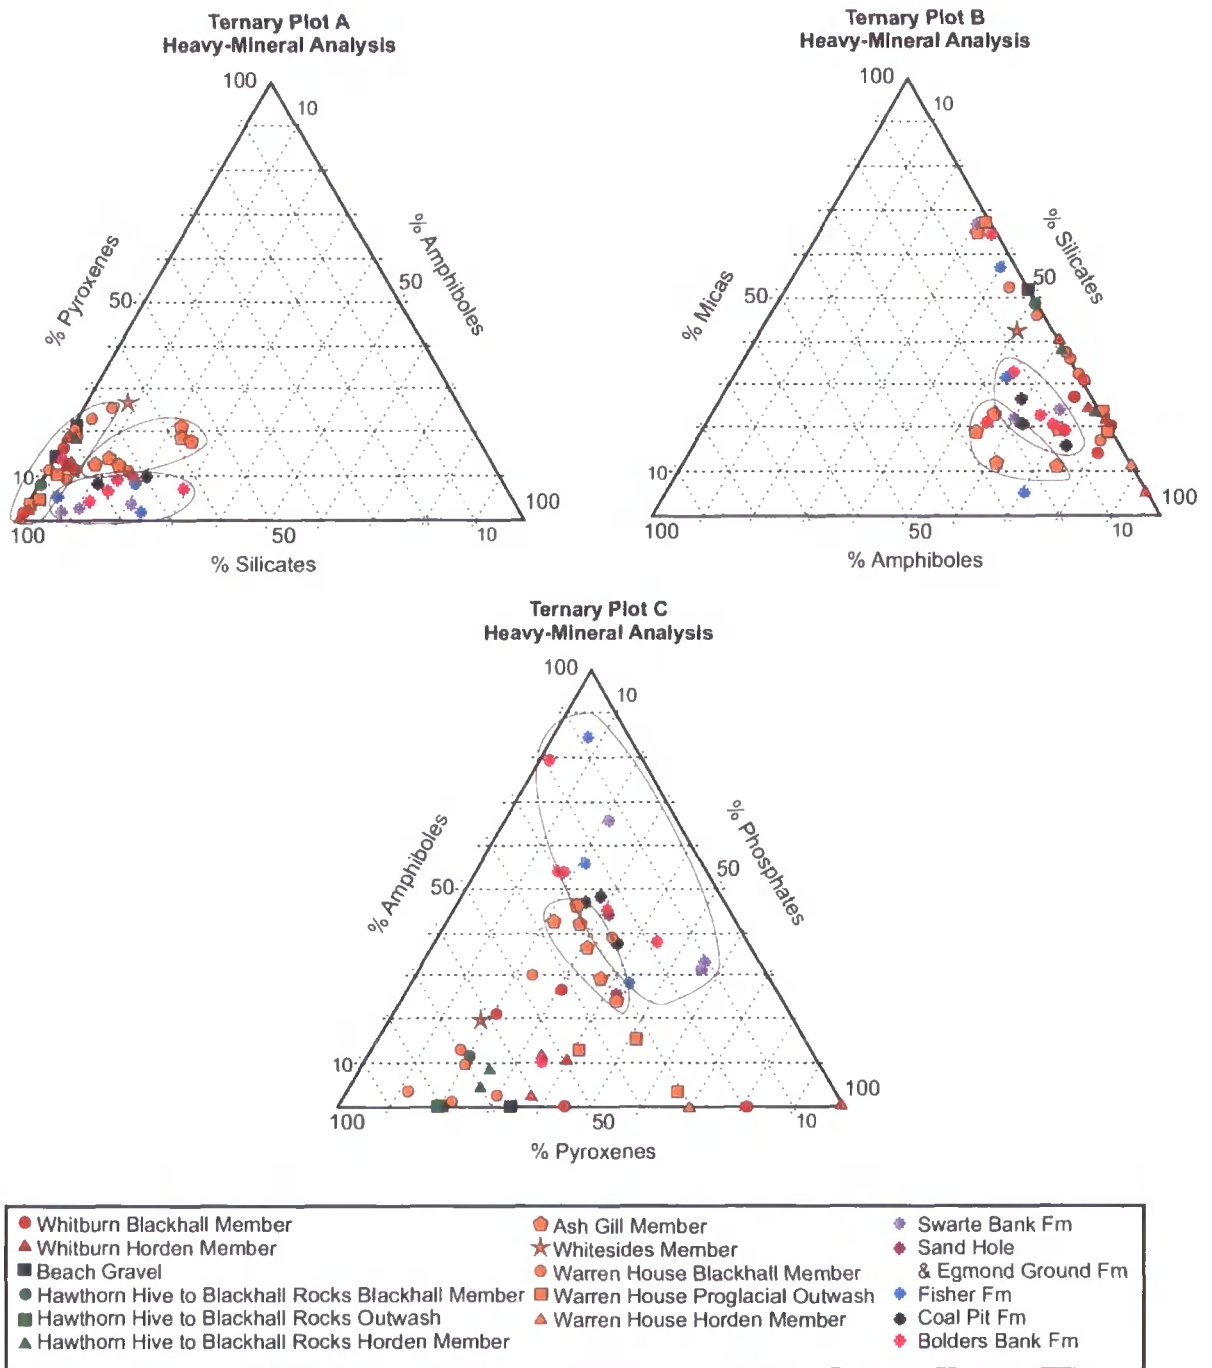 Ternary Plot A
Heavy-Mineral Analysis
100
10
% Pyroxenes
% Amphiboles
50
50
10
100
100
50
10
% Silicates
Ternary Plot B
Heavy-Mineral Analysis
100
10
% Micas
% Silicates
50
50
10
100
100
50
10
% Amphiboles
Ternary Plot C
Heavy-Mineral Analysis
100
10
% Amphiboles
% Phosphates
50
50
10
100
100
50
10
% Pyroxenes
Whitburn Blackhall Member
Whitburn Horden Member
Beach Gravel
Hawthorn Hive to Blackhall Rocks Blackhall Member
Hawthorn Hive to Blackhall Rocks Outwash
Hawthorn Hive to Blackhall Rocks Horden Member
Ash Gill Member
Whitesides Member
Warren House Blackhall Member
Warren House Proglacial Outwash
Warren House Horden Member
Swarte Bank Fm
Sand Hole
& Egmond Ground Fm
Fisher Fm
Coal Pit Fm
Bolders Bank Fm